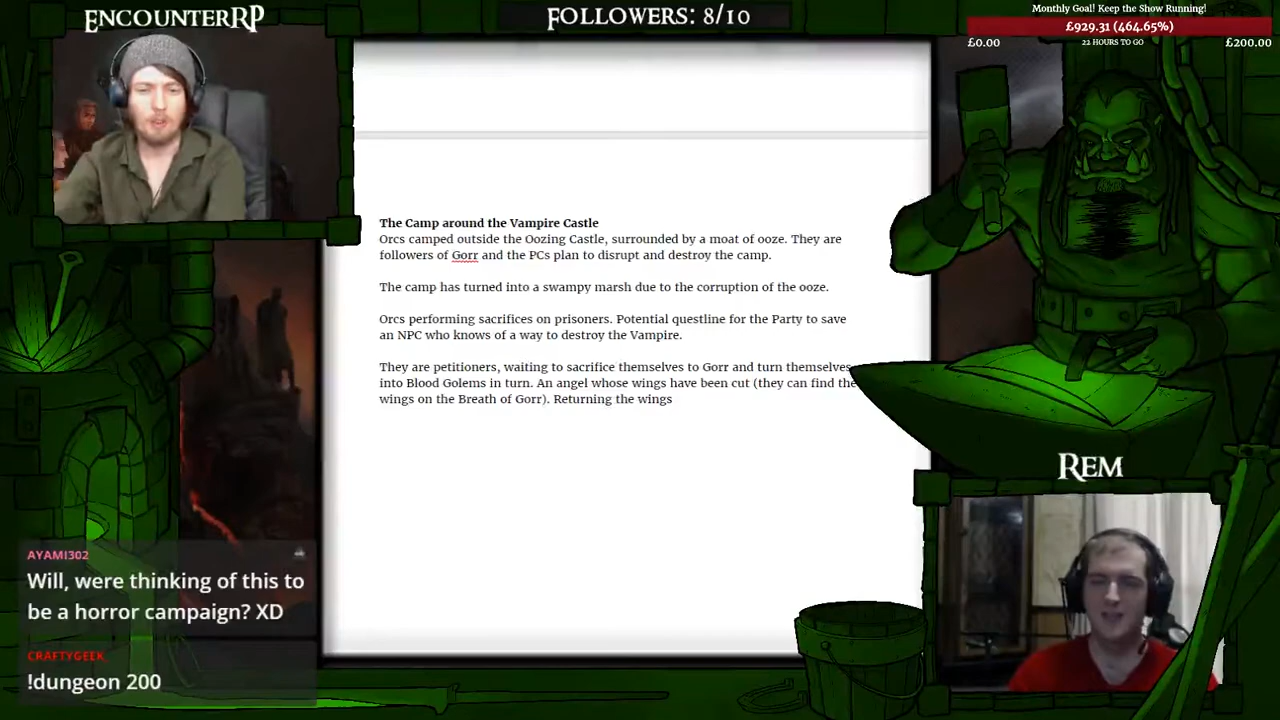 EncounterRP
Followers: 8/10
Monthly Goal! Keep the Show Running!
£929.31 (464.65%)
£0.00
22 HOURS TO GO
£200.00
The Camp around the Vampire Castle
Orcs camped outside the Oozing Castle, surrounded by a moat of ooze. They are
followers of Gorr and the PCs plan to disrupt and destroy the camp.
The camp has turned into a swampy marsh due to the corruption of the ooze.
Orcs performing sacrifices on prisoners. Potential questline for the Party to save
an NPC who knows of a way to destroy the Vampire.
They are petitioners, waiting to sacrifice themselves to Gorr and turn themselves
into Blood Golems in turn. An angel whose wings have been cut (they can find the
wings on the Breath of Gorr). Returning the wings
Rem
AYAMI302
Will, were thinking of this to
be a horror campaign? XD
CRAFTYGEEK_
!dungeon 200